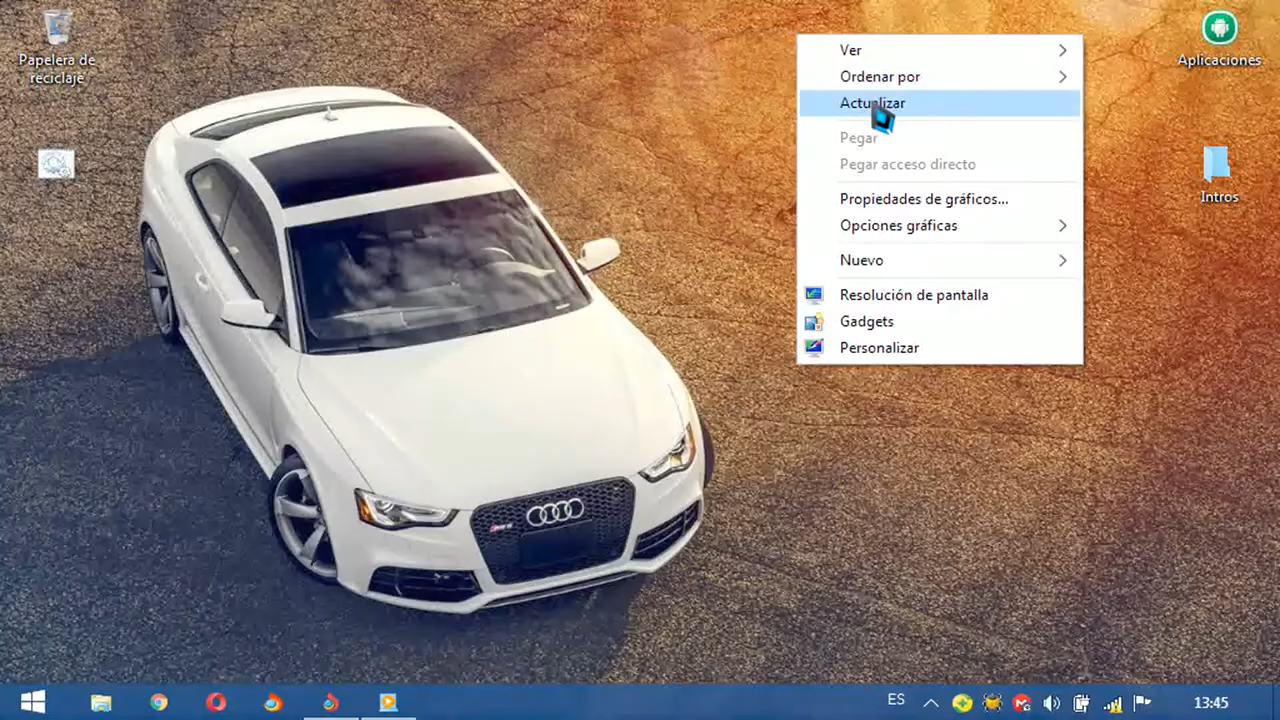 Papelera de
reciclaje
Aplicaciones
Intros
Ver
Ordenar por
Actualizar
Pegar
Pegar acceso directo
Propiedades de gráficos...
Opciones gráficas
Nuevo
Resolución de pantalla
Gadgets
Personalizar
ES
13:45